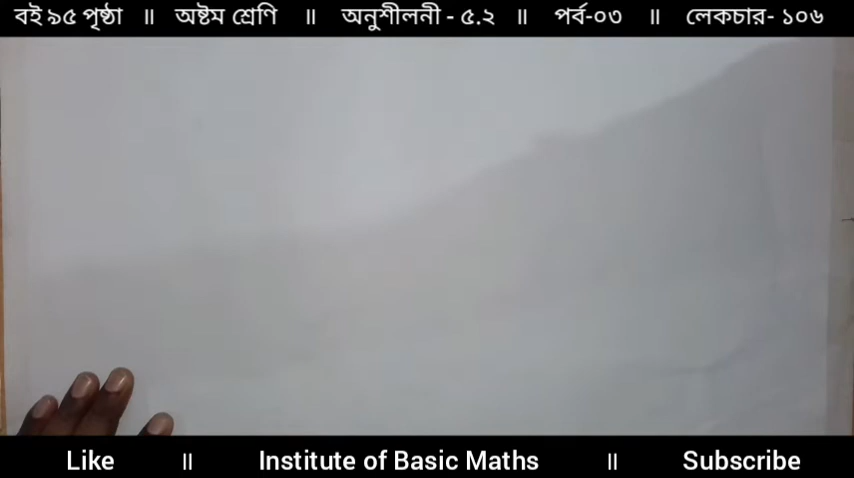 বই ৯৫ পৃষ্ঠা ॥ অষ্টম শ্রেণি ॥ অনুশীলনী - ৫.২ ॥ পর্ব-০৩ ॥ লেকচার- ১০৬
Like ॥ Institute of Basic Maths ॥ Subscribe